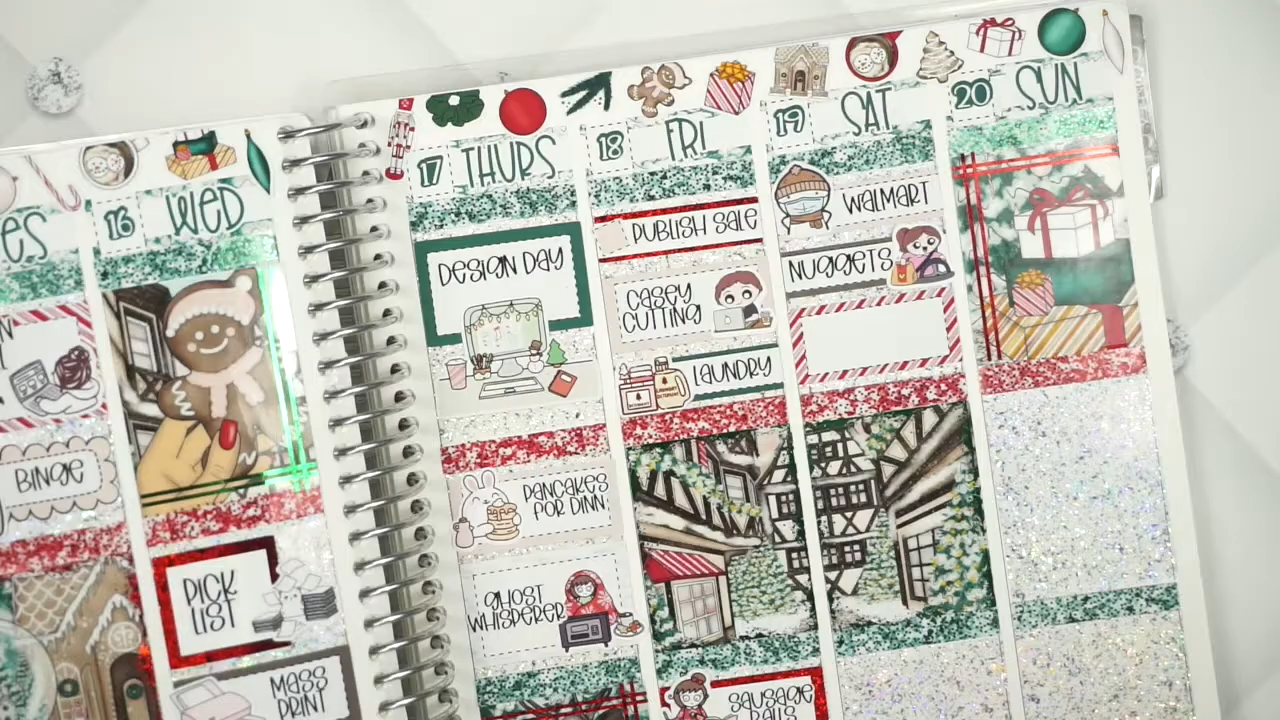 ES
16 WED
BINGE
PICK
LIST
MASS
PRINT
17 THURS
DESIGN DAY
PANCAKES
FOR DINN
GHOST
WHISPERER
18 FRI
PUBLISH SALE
CASEY
CUTTING
LAUNDRY
SAUSAGE
BALLS
19 SAT
WALMART
NUGGETS
20 SUN